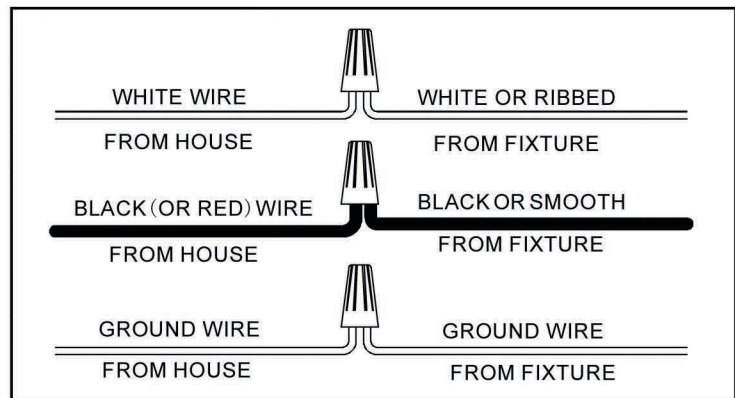 WHITE WIRE
FROM HOUSE
WHITE OR RIBBED
FROM FIXTURE
BLACK (OR RED) WIRE
FROM HOUSE
BLACK OR SMOOTH
FROM FIXTURE
GROUND WIRE
FROM HOUSE
GROUND WIRE
FROM FIXTURE